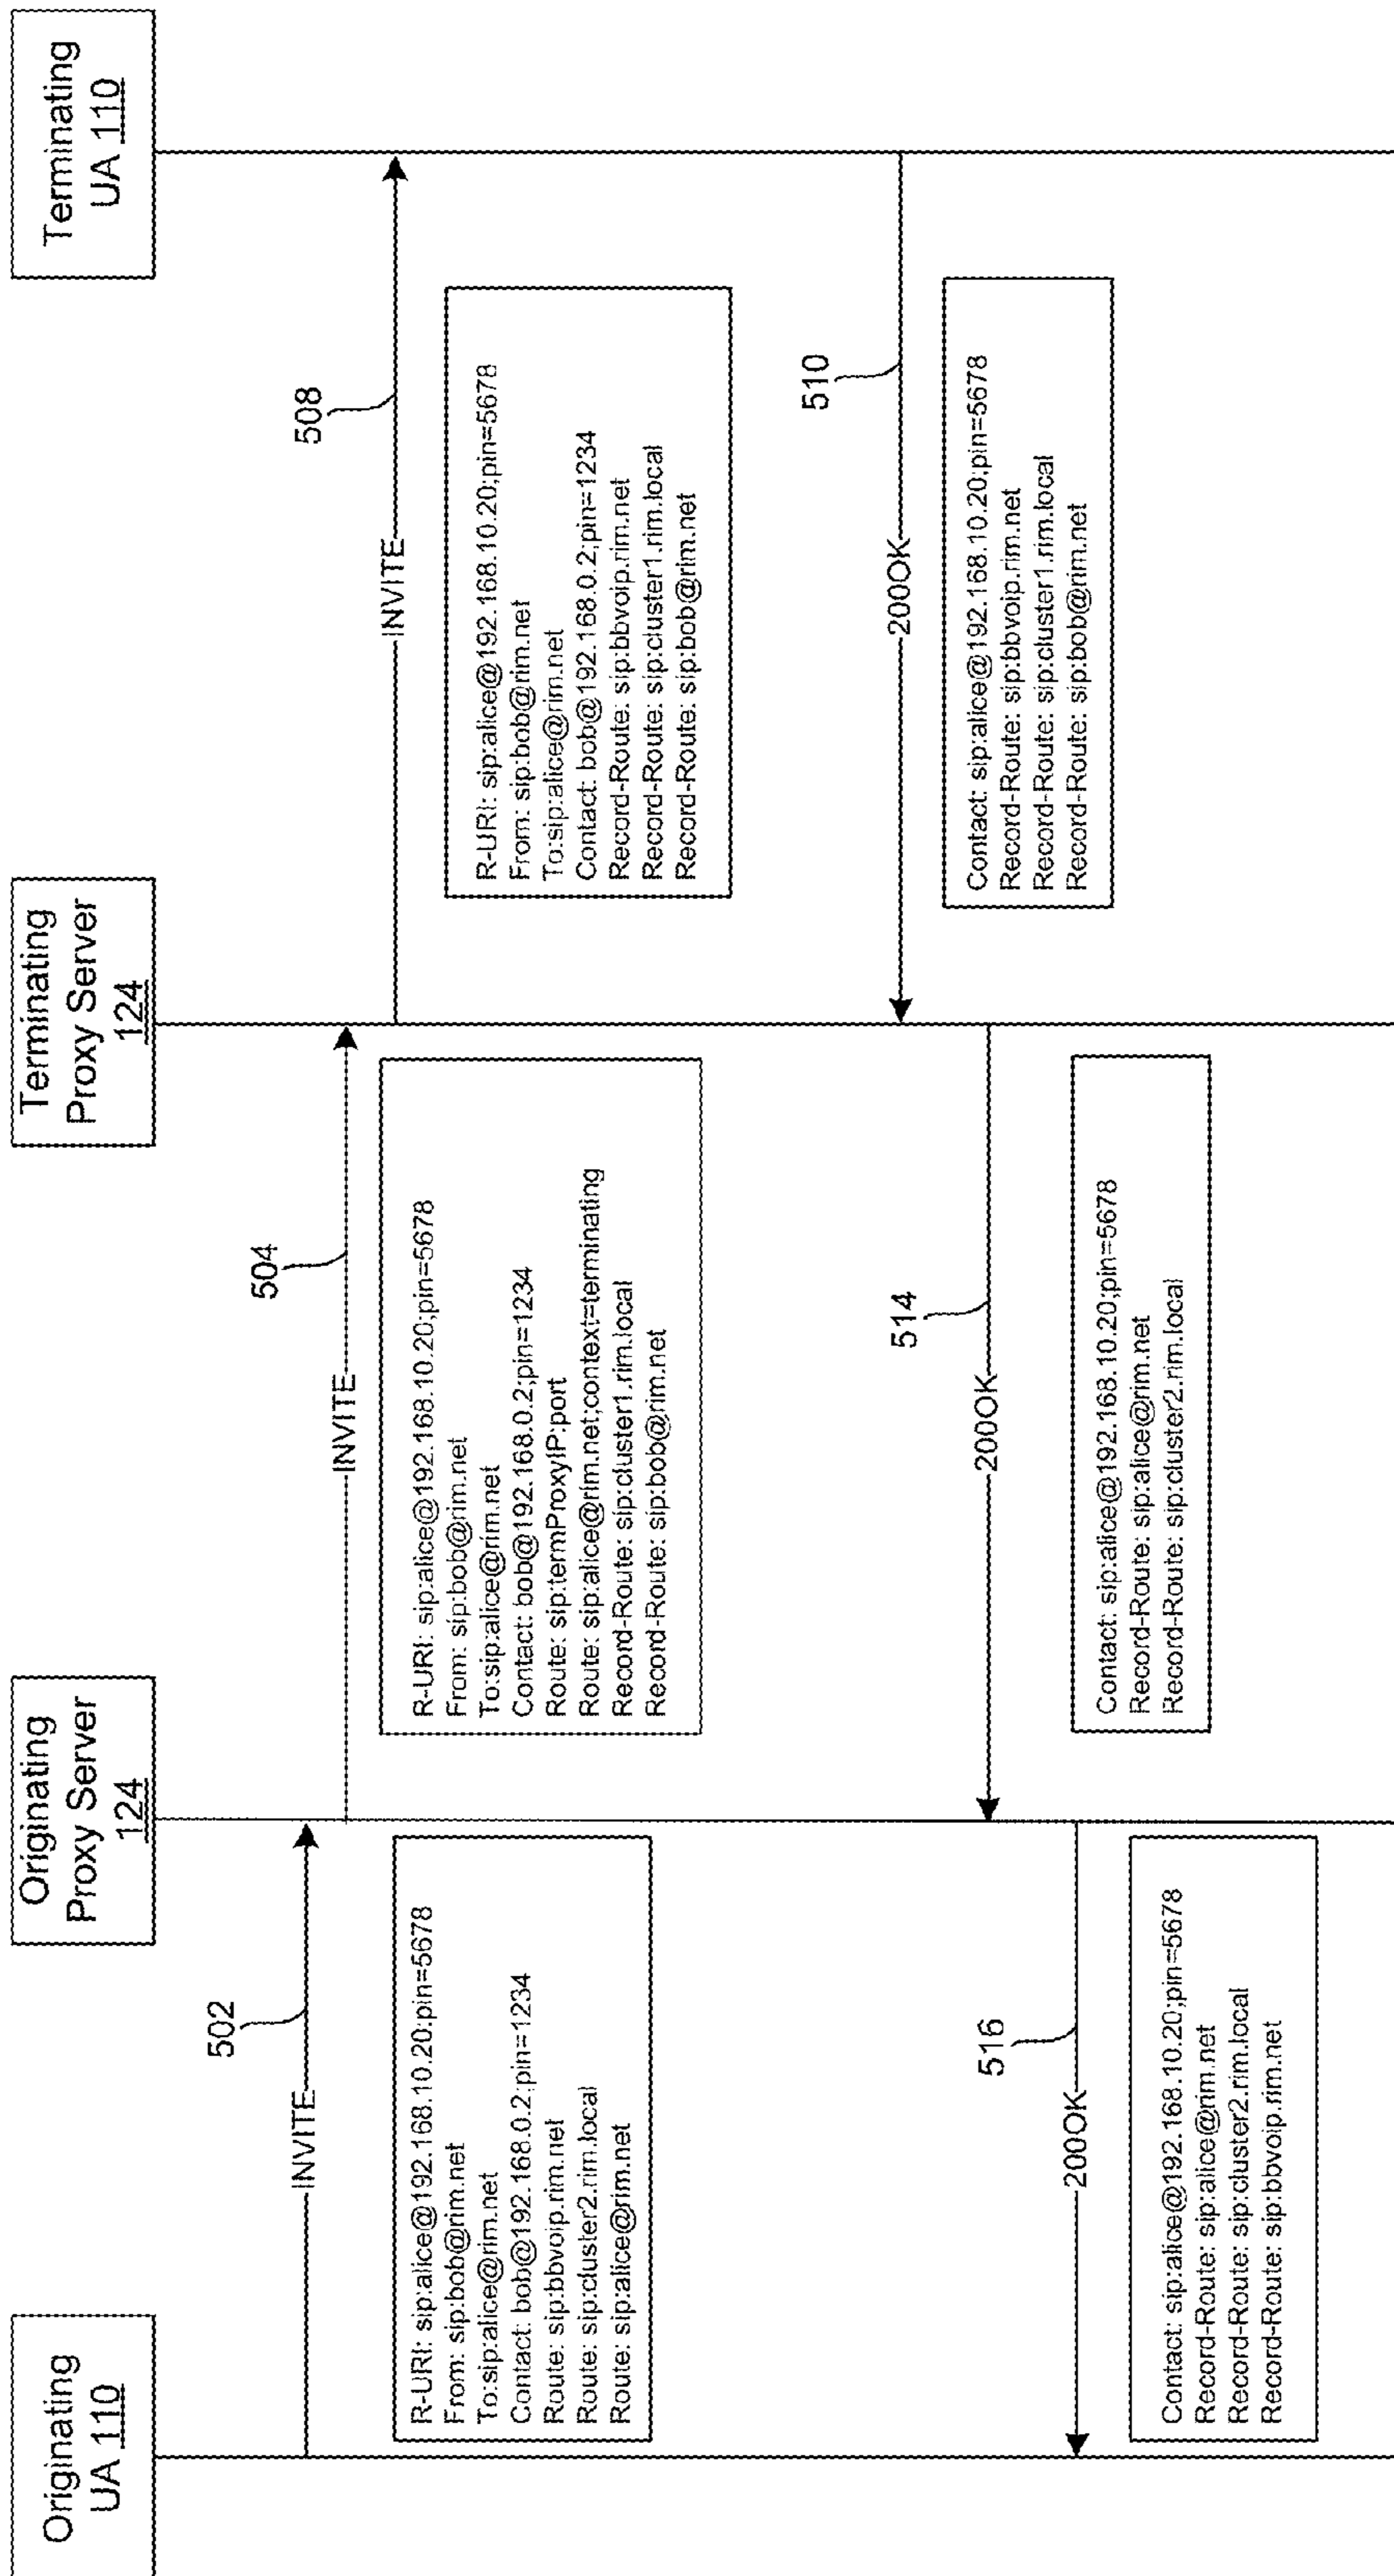 Originating
UA 110
Originating
Proxy Server
124
Terminating
Proxy Server
124
Terminating
UA 110
502
INVITE
R-URI: sip:alice@192.168.10.20;pin=5678
From: sip:bob@rim.net
To:sip:alice@rim.net
Contact: bob@192.168.0.2;pin=1234
Route: sip:bbvoip.rim.net
Route: sip:cluster2.rim.local
Route: sip:alice@rim.net
504
INVITE
R-URI: sip:alice@192.168.10.20;pin=5678
From: sip:bob@rim.net
To:sip:alice@rim.net
Contact: bob@192.168.0.2;pin=1234
Route: sip:termProxyIP:port
Route: sip:alice@rim.net;context=terminating
Record-Route: sip:cluster1.rim.local
Record-Route: sip:bob@rim.net
508
INVITE
R-URI: sip:alice@192.168.10.20;pin=5678
From: sip:bob@rim.net
To:sip:alice@rim.net
Contact: bob@192.168.0.2;pin=1234
Record-Route: sip:bbvoip.rim.net
Record-Route: sip:cluster1.rim.local
Record-Route: sip:bob@rim.net
510
200OK
Contact: sip:alice@192.168.10.20;pin=5678
Record-Route: sip:bbvoip.rim.net
Record-Route: sip:cluster1.rim.local
Record-Route: sip:bob@rim.net
514
200OK
Contact: sip:alice@192.168.10.20;pin=5678
Record-Route: sip:alice@rim.net
Record-Route: sip:cluster2.rim.local
516
200OK
Contact: sip:alice@192.168.10.20;pin=5678
Record-Route: sip:alice@rim.net
Record-Route: sip:cluster2.rim.local
Record-Route: sip:bbvoip.rim.net